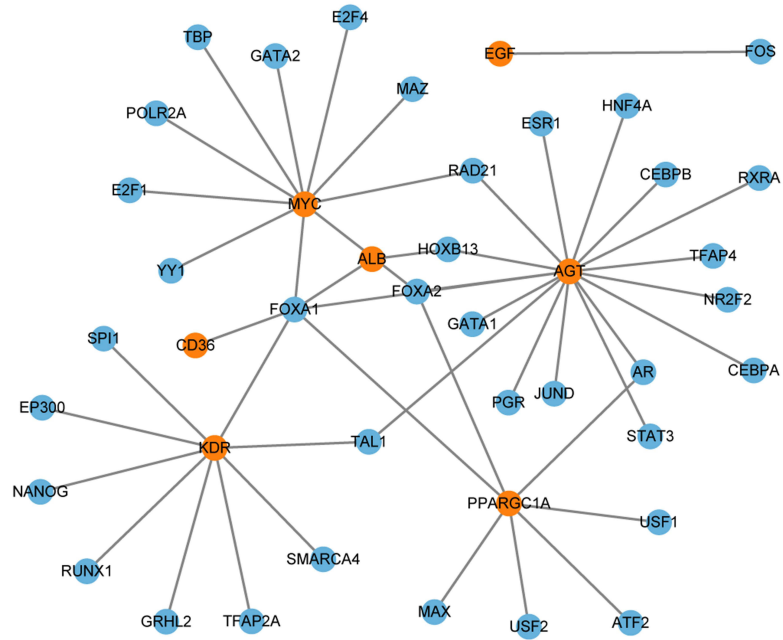 E2F4
TBP
EGF
FOS
GATA2
MAZ
HNF4A
POLR2A
ESR1
RAD21
CEBPB
RXRA
E2F1
MYC
HOXB13
TFAP4
ALB
YY1
AGT
FOXA2
NR2F2
FOXA1
GATA1
SPI1
CD36
CEBPA
AR
JUND
PGR
EP300
STAT3
TAL1
KDR
NANOG
PPARGC1A
USF1
SMARCA4
RUNX1
MAX
GRHL2
TFAP2A
ATF2
USF2